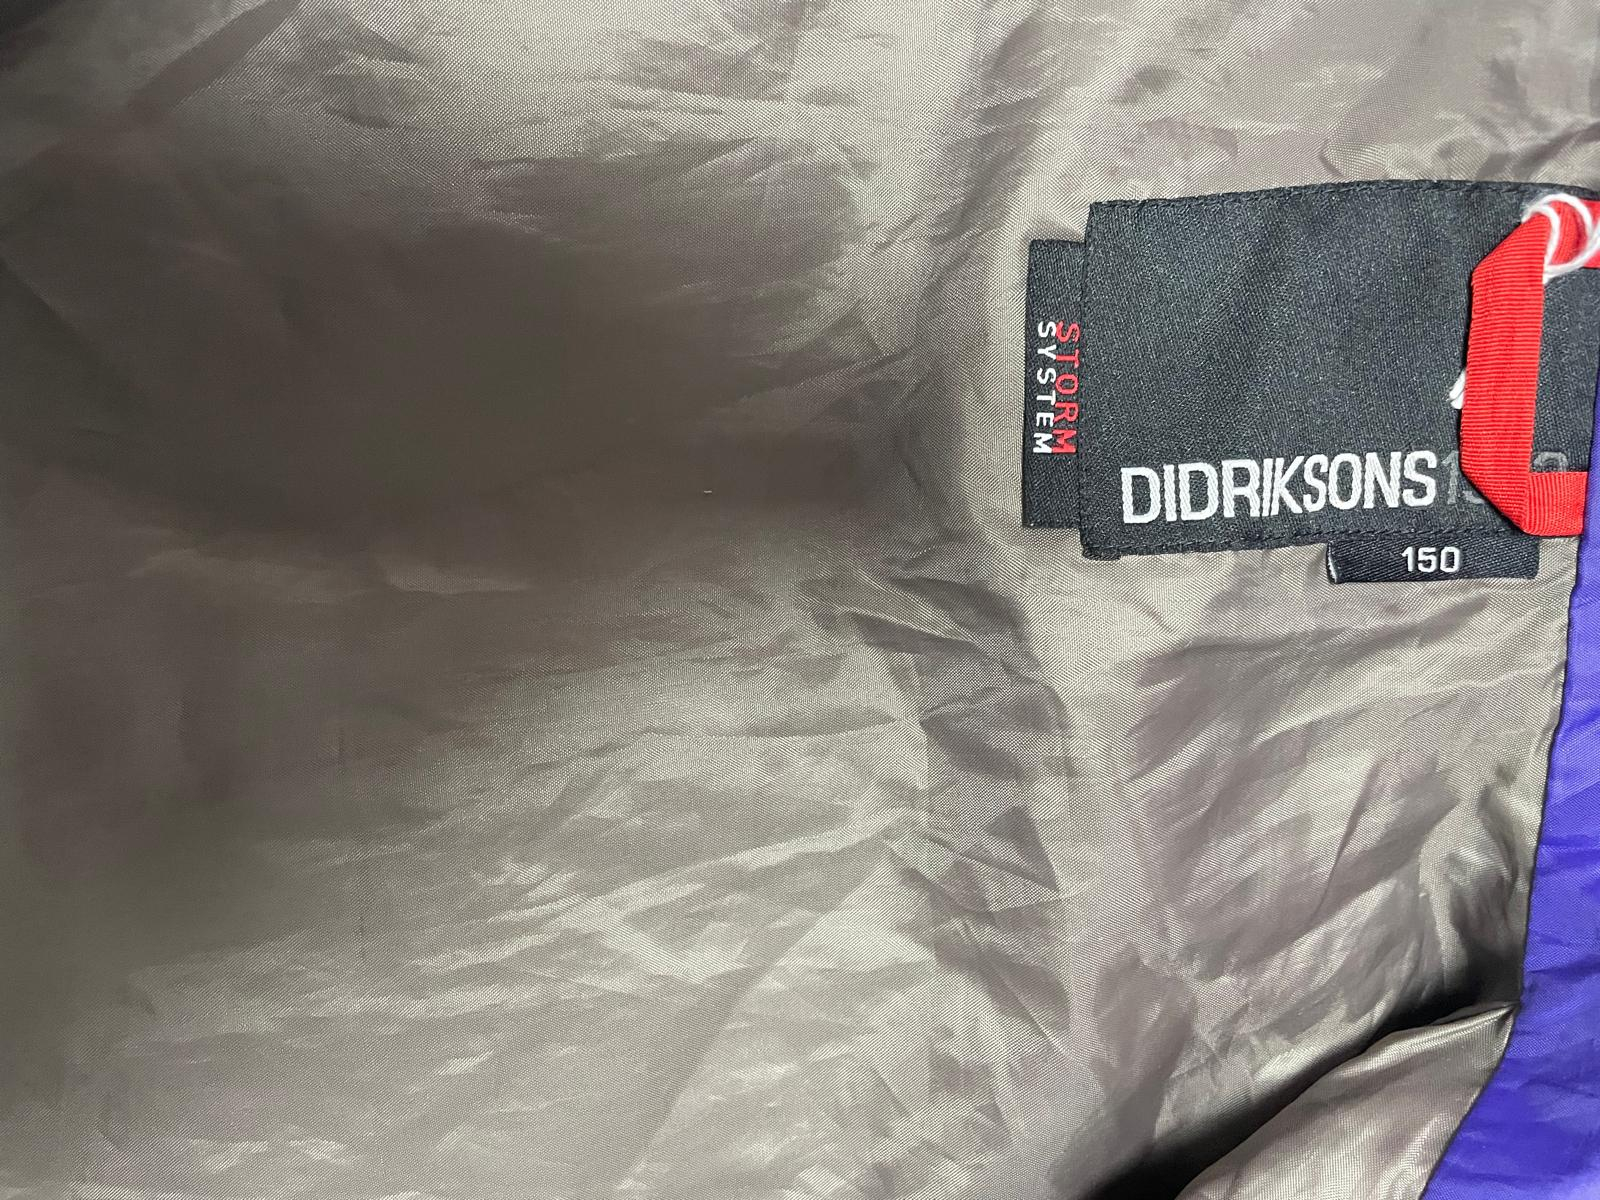 STORM
SYSTEM
DIDRIKSONS
150